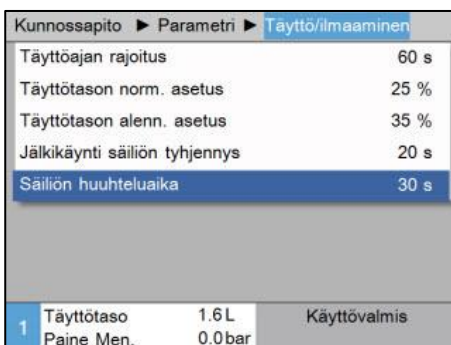 Kunnossapito ► Parametri ► Täyttö/ilmaaminen
Täyttöajan rajoitus 60 s
Täyttötason norm. asetus 25 %
Täyttötason alenn. asetus 35 %
Jälkikäynti säiliön tyhjennys 20 s
Säiliön huuhteluaika 30 s
1 Täyttötaso 1.6 L Käyttövalmis
Paine Men. 0.0 bar